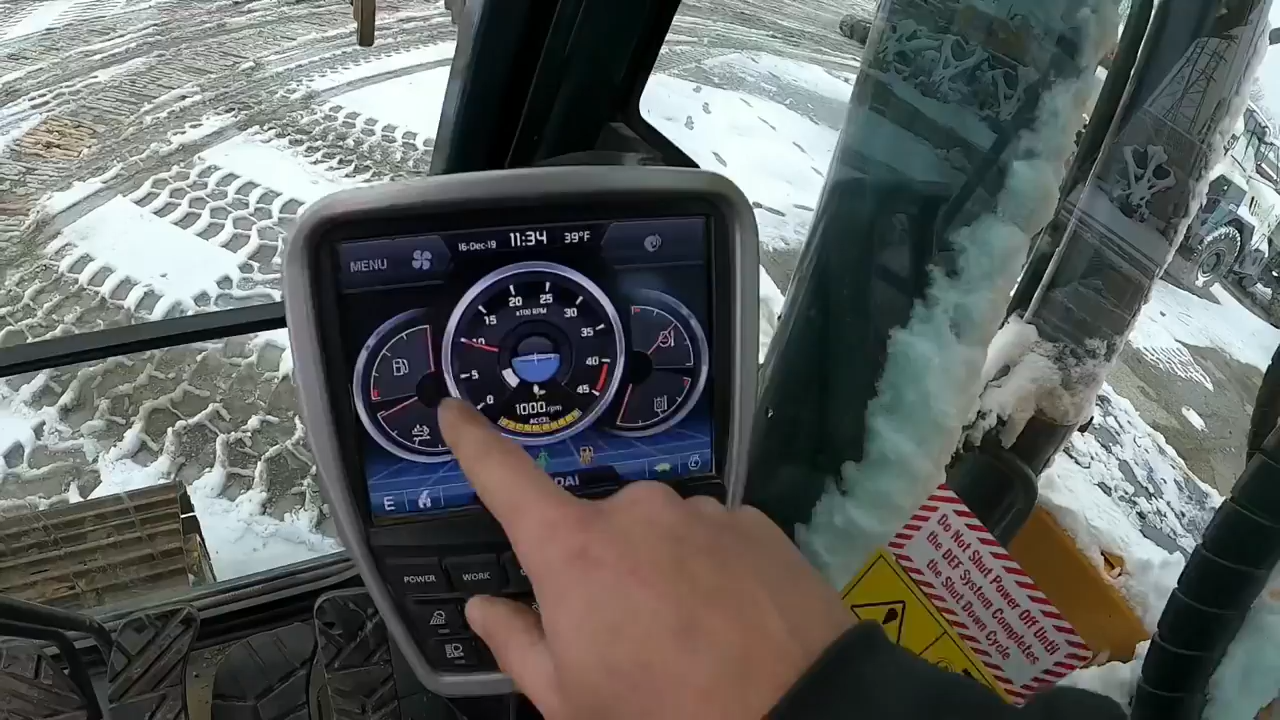 16-Dec-19 11:34 39°F
MENU
20 25
x100 RPM
15 30
10 35
5 40
0 45
1000 rpm
ACCEL
E
DAI
POWER WORK
Do Not Shut Power Off Until
the DEF System Completes
the Shut Down Cycle